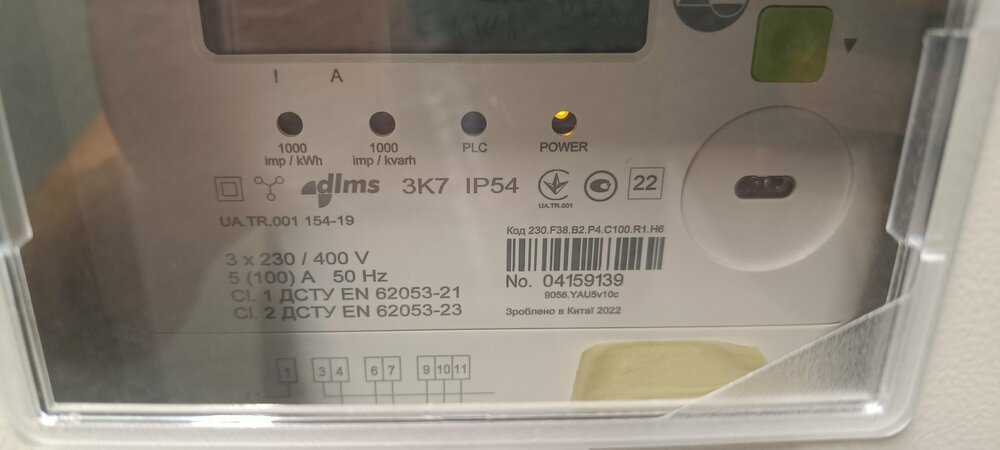 ! A
1000 imp / kWh
1000 imp / kvarh
PLC
POWER
dlms 3K7 IP54
UA.TR.001
22
UA.TR.001 154-19
Код 230.F38.B2.P4.C100.R1.H6
3 x 230 / 400 V
5 (100) A 50 Hz
Cl. 1 ДСТУ EN 62053-21
Cl. 2 ДСТУ EN 62053-23
No. 04159139
9056.YAU5v10c
Зроблено в Китаї 2022
1 3 4 6 7 9 10 11